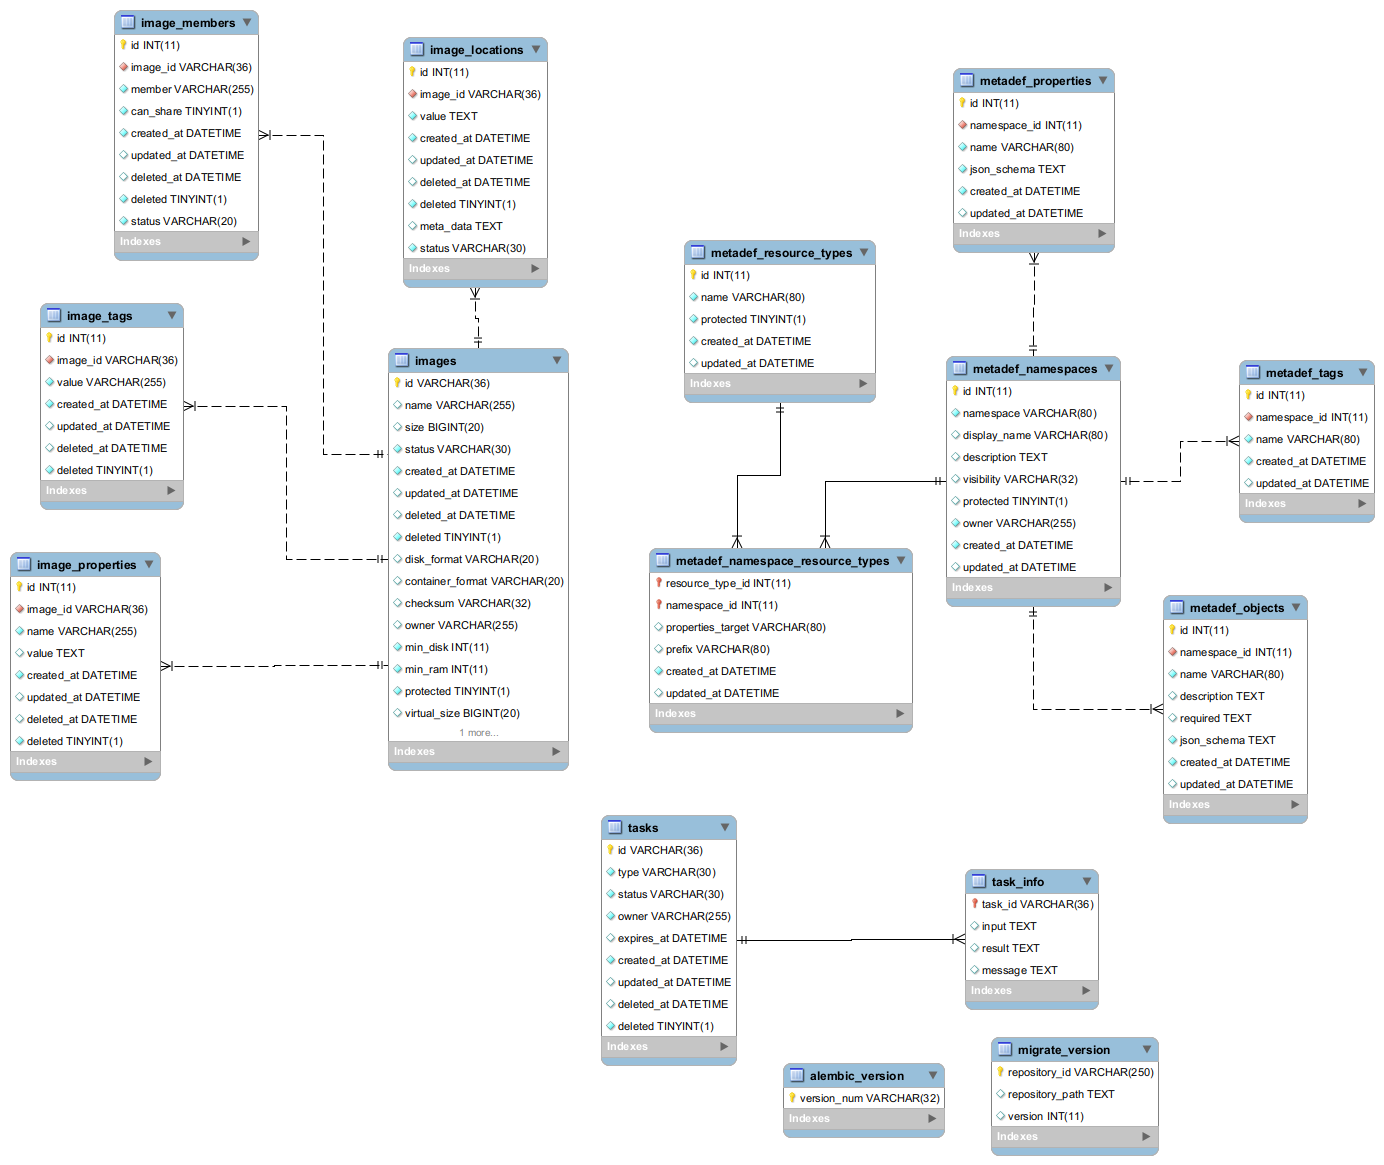 image_members
id INT(11)
image_id VARCHAR(36)
member VARCHAR(255)
can_share TINYINT(1)
created_at DATETIME
updated_at DATETIME
deleted_at DATETIME
deleted TINYINT(1)
status VARCHAR(20)
Indexes
image_locations
id INT(11)
image_id VARCHAR(36)
value TEXT
created_at DATETIME
updated_at DATETIME
deleted_at DATETIME
deleted TINYINT(1)
meta_data TEXT
status VARCHAR(30)
Indexes
metadef_properties
id INT(11)
namespace_id INT(11)
name VARCHAR(80)
json_schema TEXT
created_at DATETIME
updated_at DATETIME
Indexes
metadef_resource_types
id INT(11)
name VARCHAR(80)
protected TINYINT(1)
created_at DATETIME
updated_at DATETIME
Indexes
image_tags
id INT(11)
image_id VARCHAR(36)
value VARCHAR(255)
created_at DATETIME
updated_at DATETIME
deleted_at DATETIME
deleted TINYINT(1)
Indexes
images
id VARCHAR(36)
name VARCHAR(255)
size BIGINT(20)
status VARCHAR(30)
created_at DATETIME
updated_at DATETIME
deleted_at DATETIME
deleted TINYINT(1)
disk_format VARCHAR(20)
container_format VARCHAR(20)
checksum VARCHAR(32)
owner VARCHAR(255)
min_disk INT(11)
min_ram INT(11)
protected TINYINT(1)
virtual_size BIGINT(20)
1 more...
Indexes
metadef_namespaces
id INT(11)
namespace VARCHAR(80)
display_name VARCHAR(80)
description TEXT
visibility VARCHAR(32)
protected TINYINT(1)
owner VARCHAR(255)
created_at DATETIME
updated_at DATETIME
Indexes
metadef_tags
id INT(11)
namespace_id INT(11)
name VARCHAR(80)
created_at DATETIME
updated_at DATETIME
Indexes
image_properties
id INT(11)
image_id VARCHAR(36)
name VARCHAR(255)
value TEXT
created_at DATETIME
updated_at DATETIME
deleted_at DATETIME
deleted TINYINT(1)
Indexes
metadef_namespace_resource_types
resource_type_id INT(11)
namespace_id INT(11)
properties_target VARCHAR(80)
prefix VARCHAR(80)
created_at DATETIME
updated_at DATETIME
Indexes
metadef_objects
id INT(11)
namespace_id INT(11)
name VARCHAR(80)
description TEXT
required TEXT
json_schema TEXT
created_at DATETIME
updated_at DATETIME
Indexes
tasks
id VARCHAR(36)
type VARCHAR(30)
status VARCHAR(30)
owner VARCHAR(255)
expires_at DATETIME
created_at DATETIME
updated_at DATETIME
deleted_at DATETIME
deleted TINYINT(1)
Indexes
task_info
task_id VARCHAR(36)
input TEXT
result TEXT
message TEXT
Indexes
alembic_version
version_num VARCHAR(32)
Indexes
migrate_version
repository_id VARCHAR(250)
repository_path TEXT
version INT(11)
Indexes